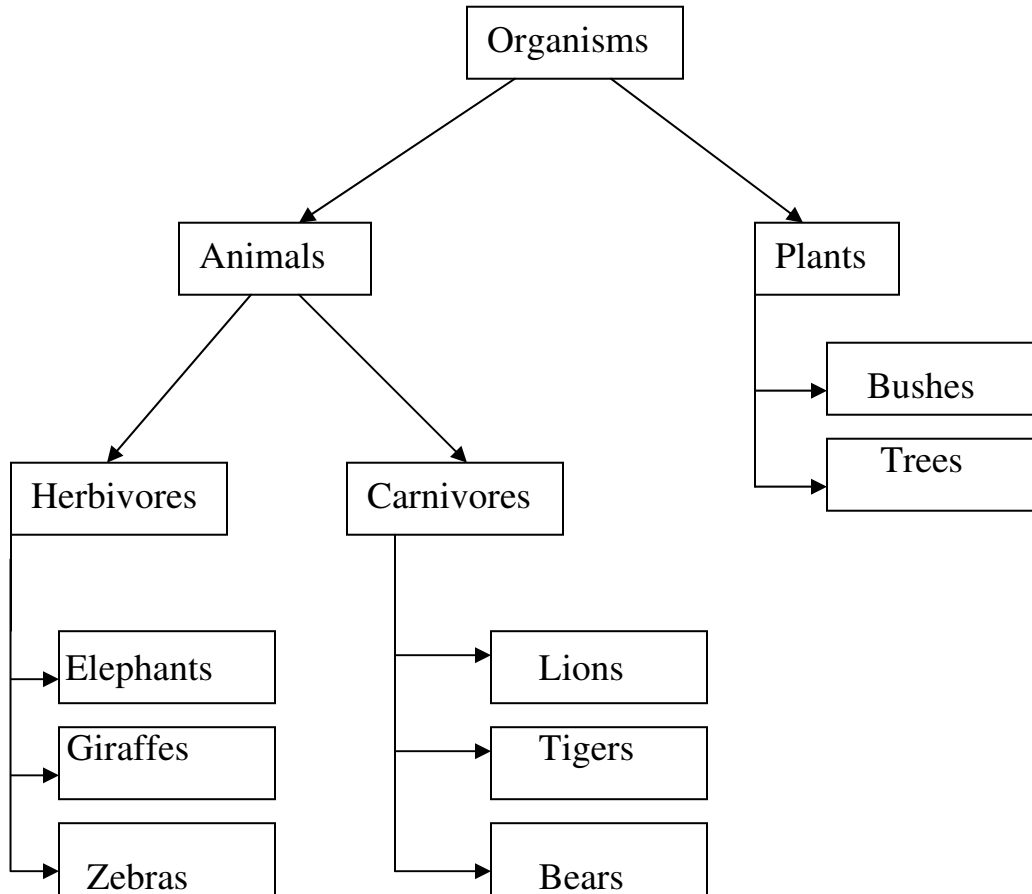 Organisms
Animals
Plants
Bushes
Trees
Herbivores
Carnivores
Elephants
Lions
Giraffes
Tigers
Zebras
Bears